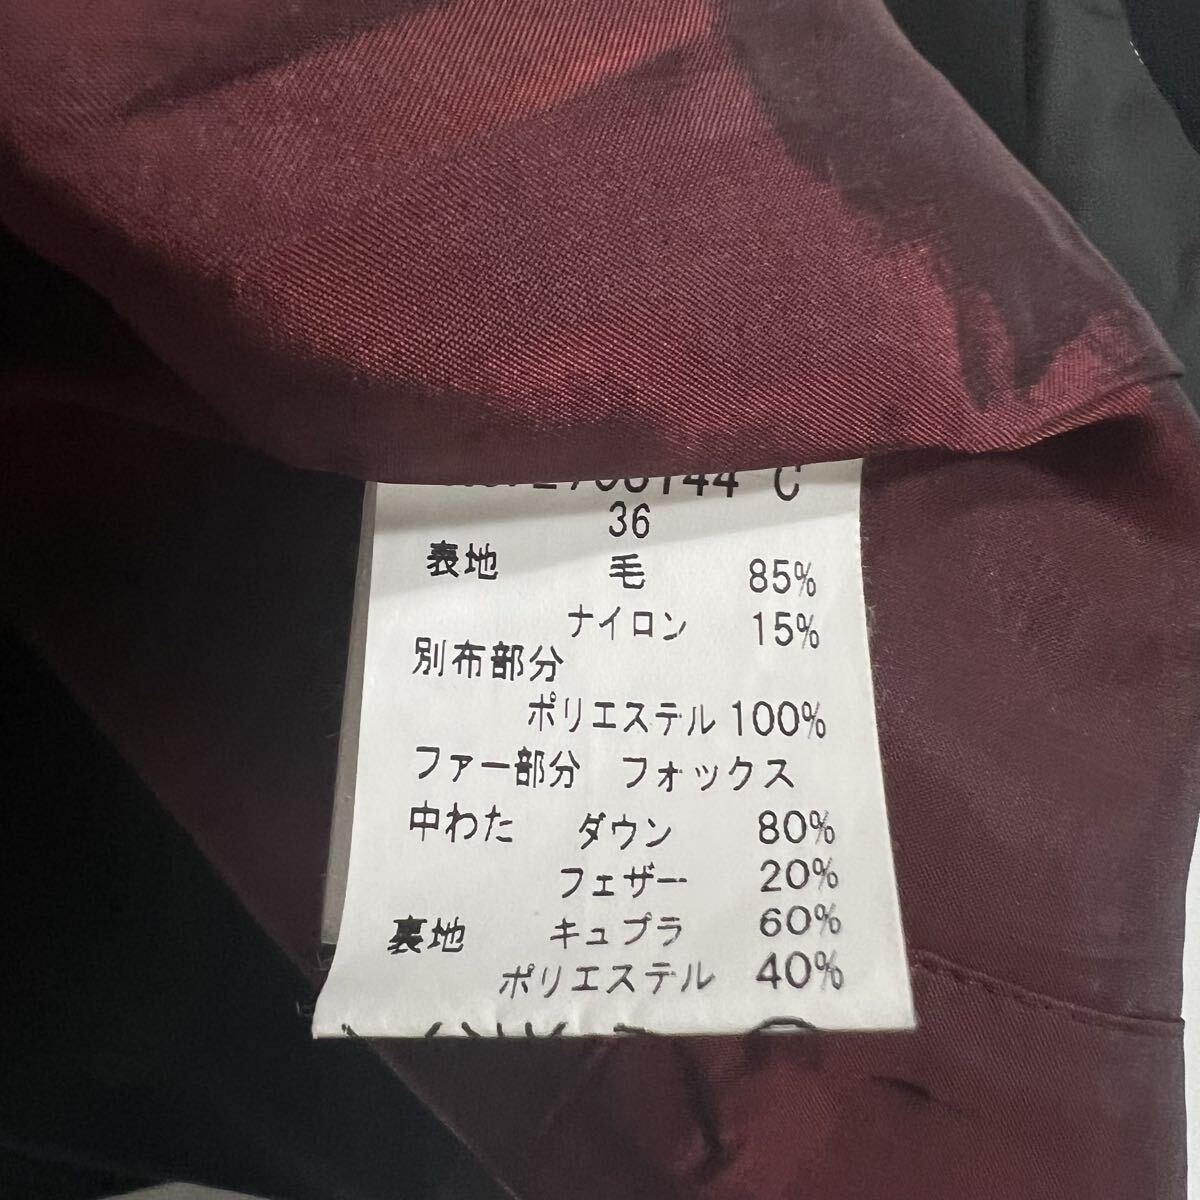 36
表地 毛 85%
ナイロン 15%
別布部分
ポリエステル 100%
ファー部分 フォックス
中わた ダウン 80%
フェザー 20%
裏地 キュプラ 60%
ポリエステル 40%